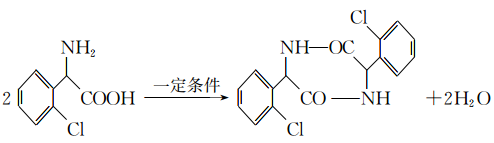 Cl
NH₂
NH—OC
2
COOH
一定条件
CO—NH
+2H₂O
Cl
Cl